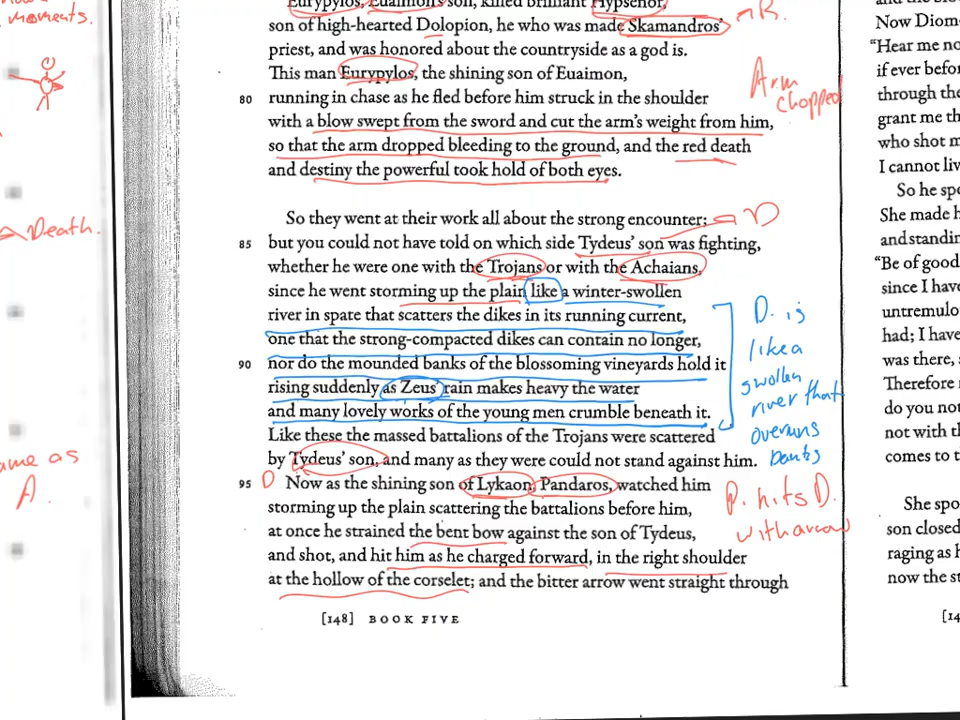 moments.
Death.
ame as
A.
Eurypylos, Euaimon's son, killed brilliant Hypsenor,
son of high-hearted Dolopion, he who was made Skamandros'
priest, and was honored about the countryside as a god is.
This man Eurypylos, the shining son of Euaimon,
80 running in chase as he fled before him struck in the shoulder
with a blow swept from the sword and cut the arm's weight from him,
so that the arm dropped bleeding to the ground, and the red death
and destiny the powerful took hold of both eyes.
Arm
chopped
So they went at their work all about the strong encounter;
D
85 but you could not have told on which side Tydeus' son was fighting,
whether he were one with the Trojans or with the Achaians,
since he went storming up the plain like a winter-swollen
river in spate that scatters the dikes in its running current,
one that the strong-compacted dikes can contain no longer,
90 nor do the mounded banks of the blossoming vineyards hold it
rising suddenly as Zeus' rain makes heavy the water
and many lovely works of the young men crumble beneath it.
Like these the massed battalions of the Trojans were scattered
by Tydeus' son, and many as they were could not stand against him.
D. is
like a
swollen
river that
overruns
banks
95 Now as the shining son of Lykaon, Pandaros, watched him
D
storming up the plain scattering the battalions before him,
at once he strained the bent bow against the son of Tydeus,
and shot, and hit him as he charged forward, in the right shoulder
at the hollow of the corselet; and the bitter arrow went straight through
P. hits D.
with arrow
[148] BOOK FIVE
Now Diom
"Hear me no
if ever befo
through the
grant me th
who shot m
I cannot liv
So he spo
She made h
and standin
"Be of good
since I have
untremulo
had; I have
was there,
Therefore
do you not
not with th
comes to t
She spo
son closed
raging as h
now the st
[14